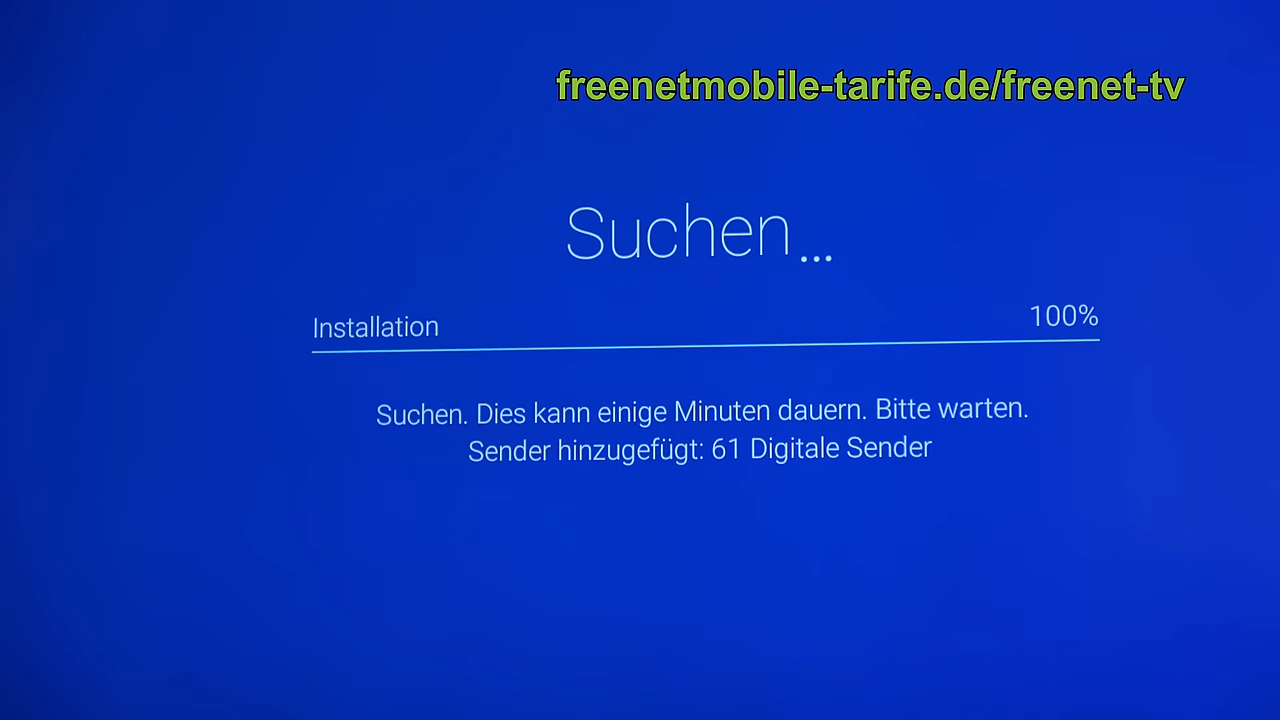 freenetmobile-tarife.de/freenet-tv
Suchen...
Installation 100%
Suchen. Dies kann einige Minuten dauern. Bitte warten.
Sender hinzugefügt: 61 Digitale Sender